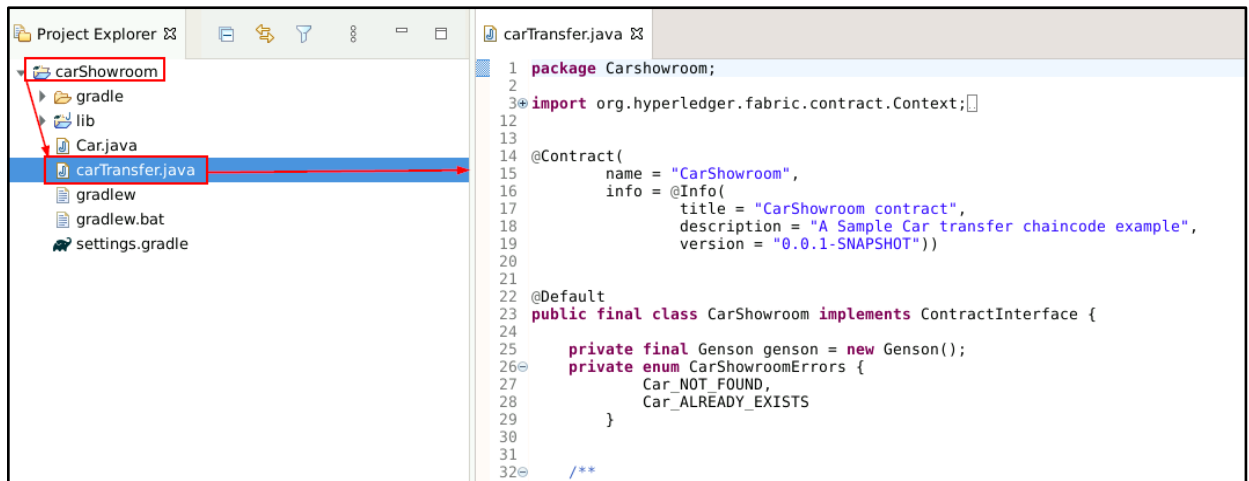 Project Explorer
carShowroom
gradle
lib
Car.java
carTransfer.java
gradlew
gradlew.bat
settings.gradle
carTransfer.java
1 package Carshowroom;
2
3 import org.hyperledger.fabric.contract.Context;
12
13
14 @Contract(
15 name = "CarShowroom",
16 info = @Info(
17 title = "CarShowroom contract",
18 description = "A Sample Car transfer chaincode example",
19 version = "0.0.1-SNAPSHOT"))
20
21
22 @Default
23 public final class CarShowroom implements ContractInterface {
24
25 private final Genson genson = new Genson();
26 private enum CarShowroomErrors {
27 Car_NOT_FOUND,
28 Car_ALREADY_EXISTS
29 }
30
31
32 /**